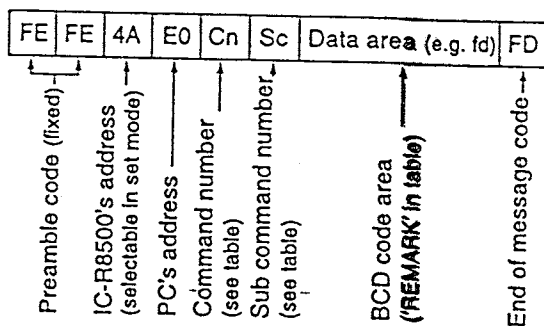 FE FE 4A E0 Cn Sc Data area (e.g. fd) FD
Preamble code (fixed)
IC-R8500's address
(selectable in set mode)
PC's address
Command number
(see table)
Sub command number
(see table)
BCD code area
('REMARK' in table)
End of message code